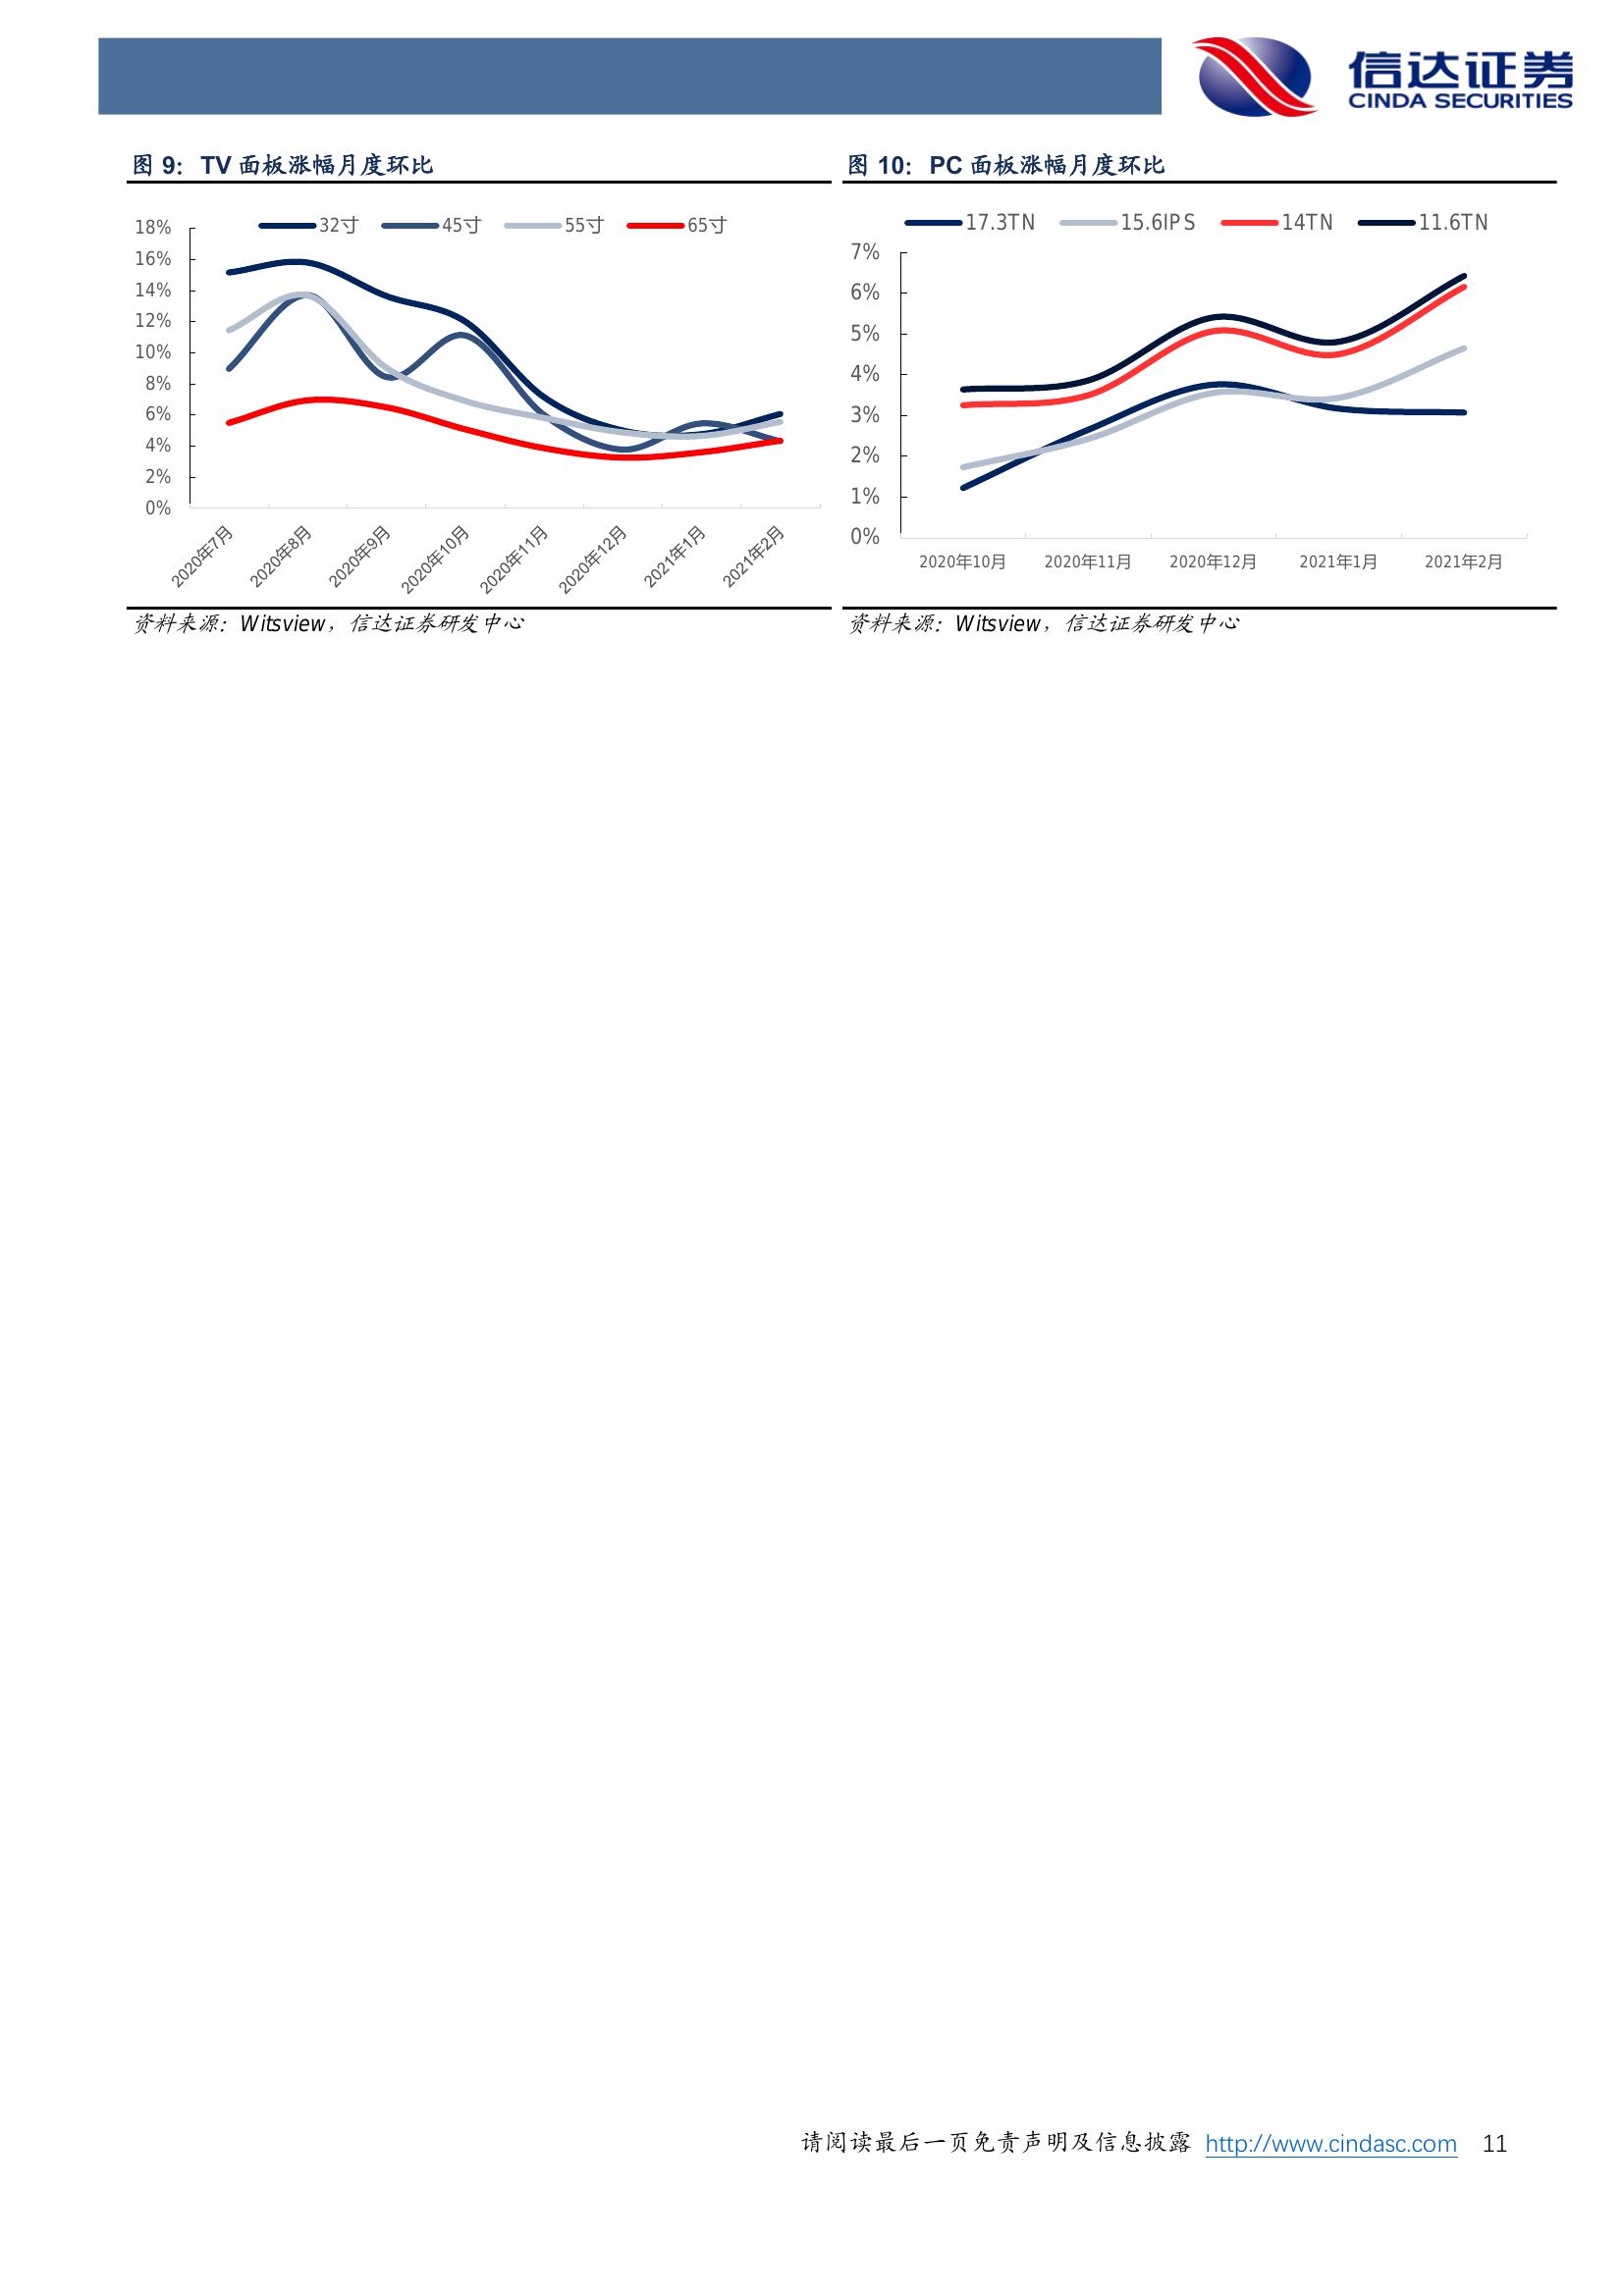 信达证券
CINDA SECURITIES
图 9：TV 面板涨幅月度环比
32寸 45寸 55寸 65寸
18%
16%
14%
12%
10%
8%
6%
4%
2%
0%
2020年7月 2020年8月 2020年9月 2020年10月 2020年11月 2020年12月 2021年1月 2021年2月
资料来源：Witsview，信达证券研发中心
图 10：PC 面板涨幅月度环比
17.3TN 15.6IPS 14TN 11.6TN
7%
6%
5%
4%
3%
2%
1%
0%
2020年10月 2020年11月 2020年12月 2021年1月 2021年2月
资料来源：Witsview，信达证券研发中心
请阅读最后一页免责声明及信息披露 http://www.cindasc.com 11